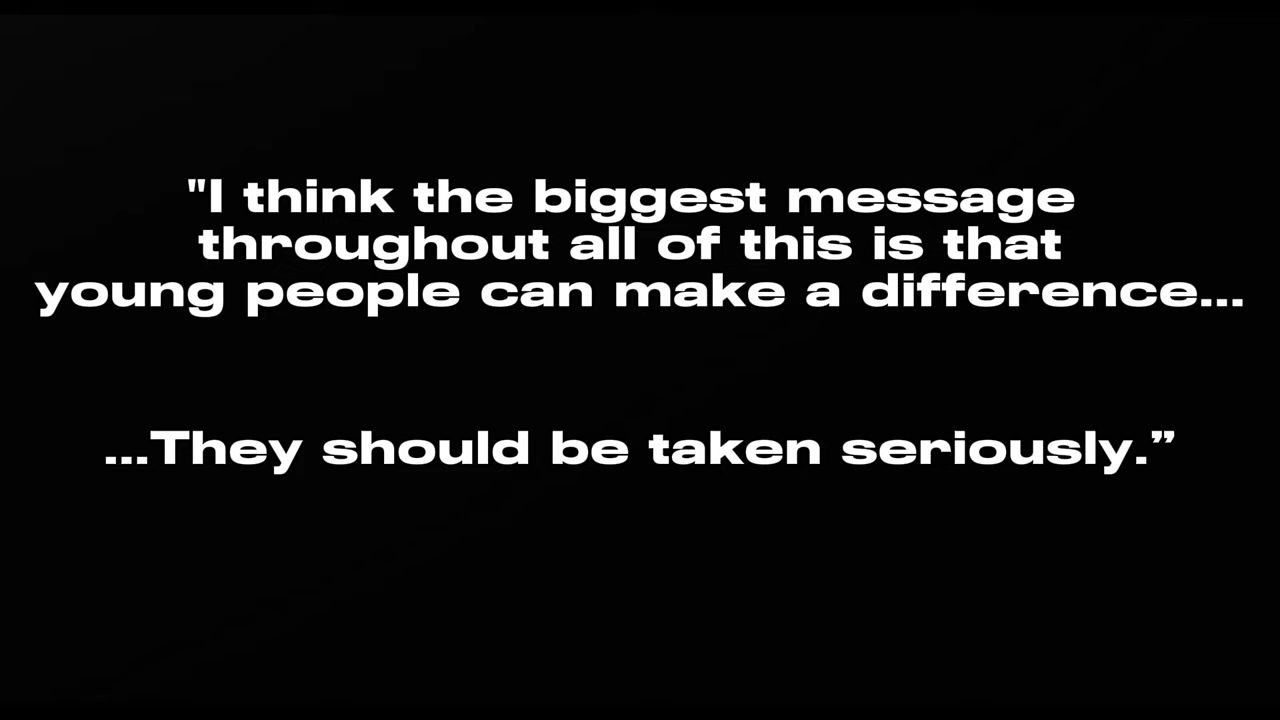 "I think the biggest message
throughout all of this is that
young people can make a difference...
...They should be taken seriously.”